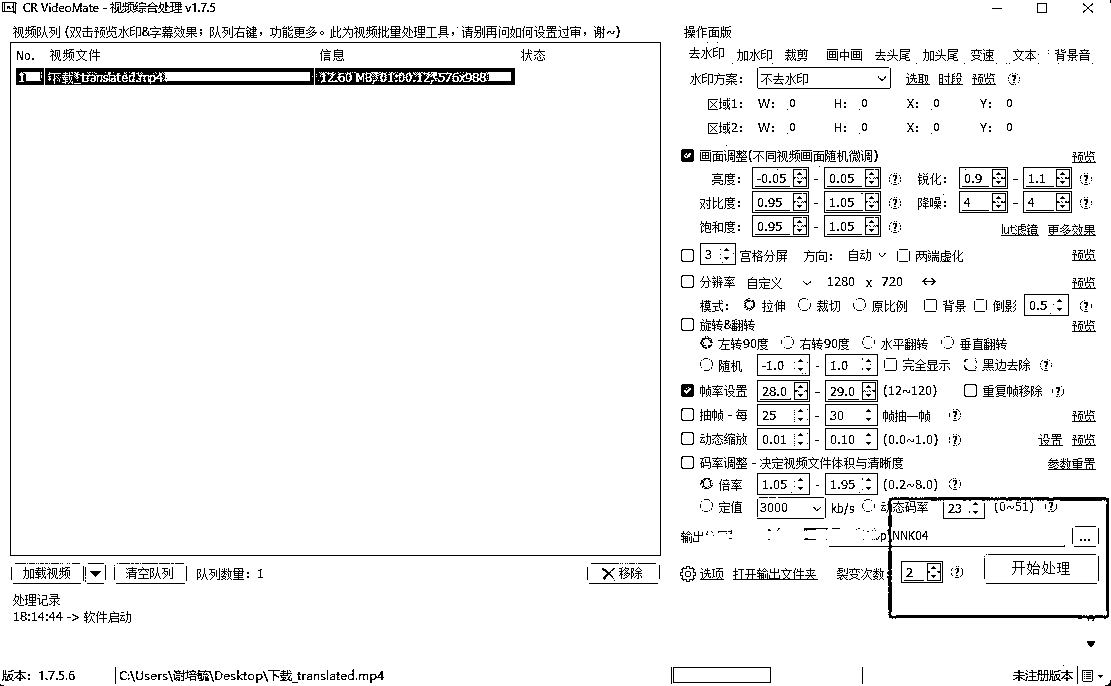 CR VideoMate - 视频综合处理 v1.7.5
视频队列 (双击预览水印&字幕效果；队列右键，功能更多。此为视频批量处理工具，请别再问如何设置过审，谢~)
No. 视频文件 信息 状态
1 下载_translated.mp4 12.60 MB,01:00.12,576x988
操作面版
去水印 加水印 裁剪 画中画 去头尾 加头尾 变速 文本 背景音
水印方案： 不去水印 选取 时段 预览 ?
区域1: W: 0 H: 0 X: 0 Y: 0
区域2: W: 0 H: 0 X: 0 Y: 0
画面调整(不同视频画面随机微调) 预览
亮度: -0.05 - 0.05 ? 锐化: 0.9 - 1.1 ?
对比度: 0.95 - 1.05 ? 降噪: 4 - 4 ?
饱和度: 0.95 - 1.05 ?
lut滤镜 更多效果
3 宫格分屏 方向: 自动 两端虚化 预览
分辨率 自定义 1280 x 720 ↔ 预览
模式: 拉伸 裁切 原比例 背景 倒影 0.5 ?
旋转&翻转 预览
左转90度 右转90度 水平翻转 垂直翻转
随机 -1.0 - 1.0 完全显示 黑边去除 ?
帧率设置 28.0 - 29.0 (12~120) 重复帧移除 ?
抽帧 - 每 25 - 30 帧抽一帧 ? 预览
动态缩放 0.01 - 0.10 (0.0~1.0) ? 设置 预览
码率调整 - 决定视频文件体积与清晰度 参数重置
倍率 1.05 - 1.95 (0.2~8.0) ?
定值 3000 kb/s 动态码率 23 (0~51) ?
输出 NNK04 ...
选项 打开输出文件夹 裂变次数: 2 ? 开始处理
加载视频 清空队列 队列数量: 1 移除
处理记录
18:14:44 -> 软件启动
版本: 1.7.5.6 C:\Users\谢培毓\Desktop\下载_translated.mp4 未注册版本